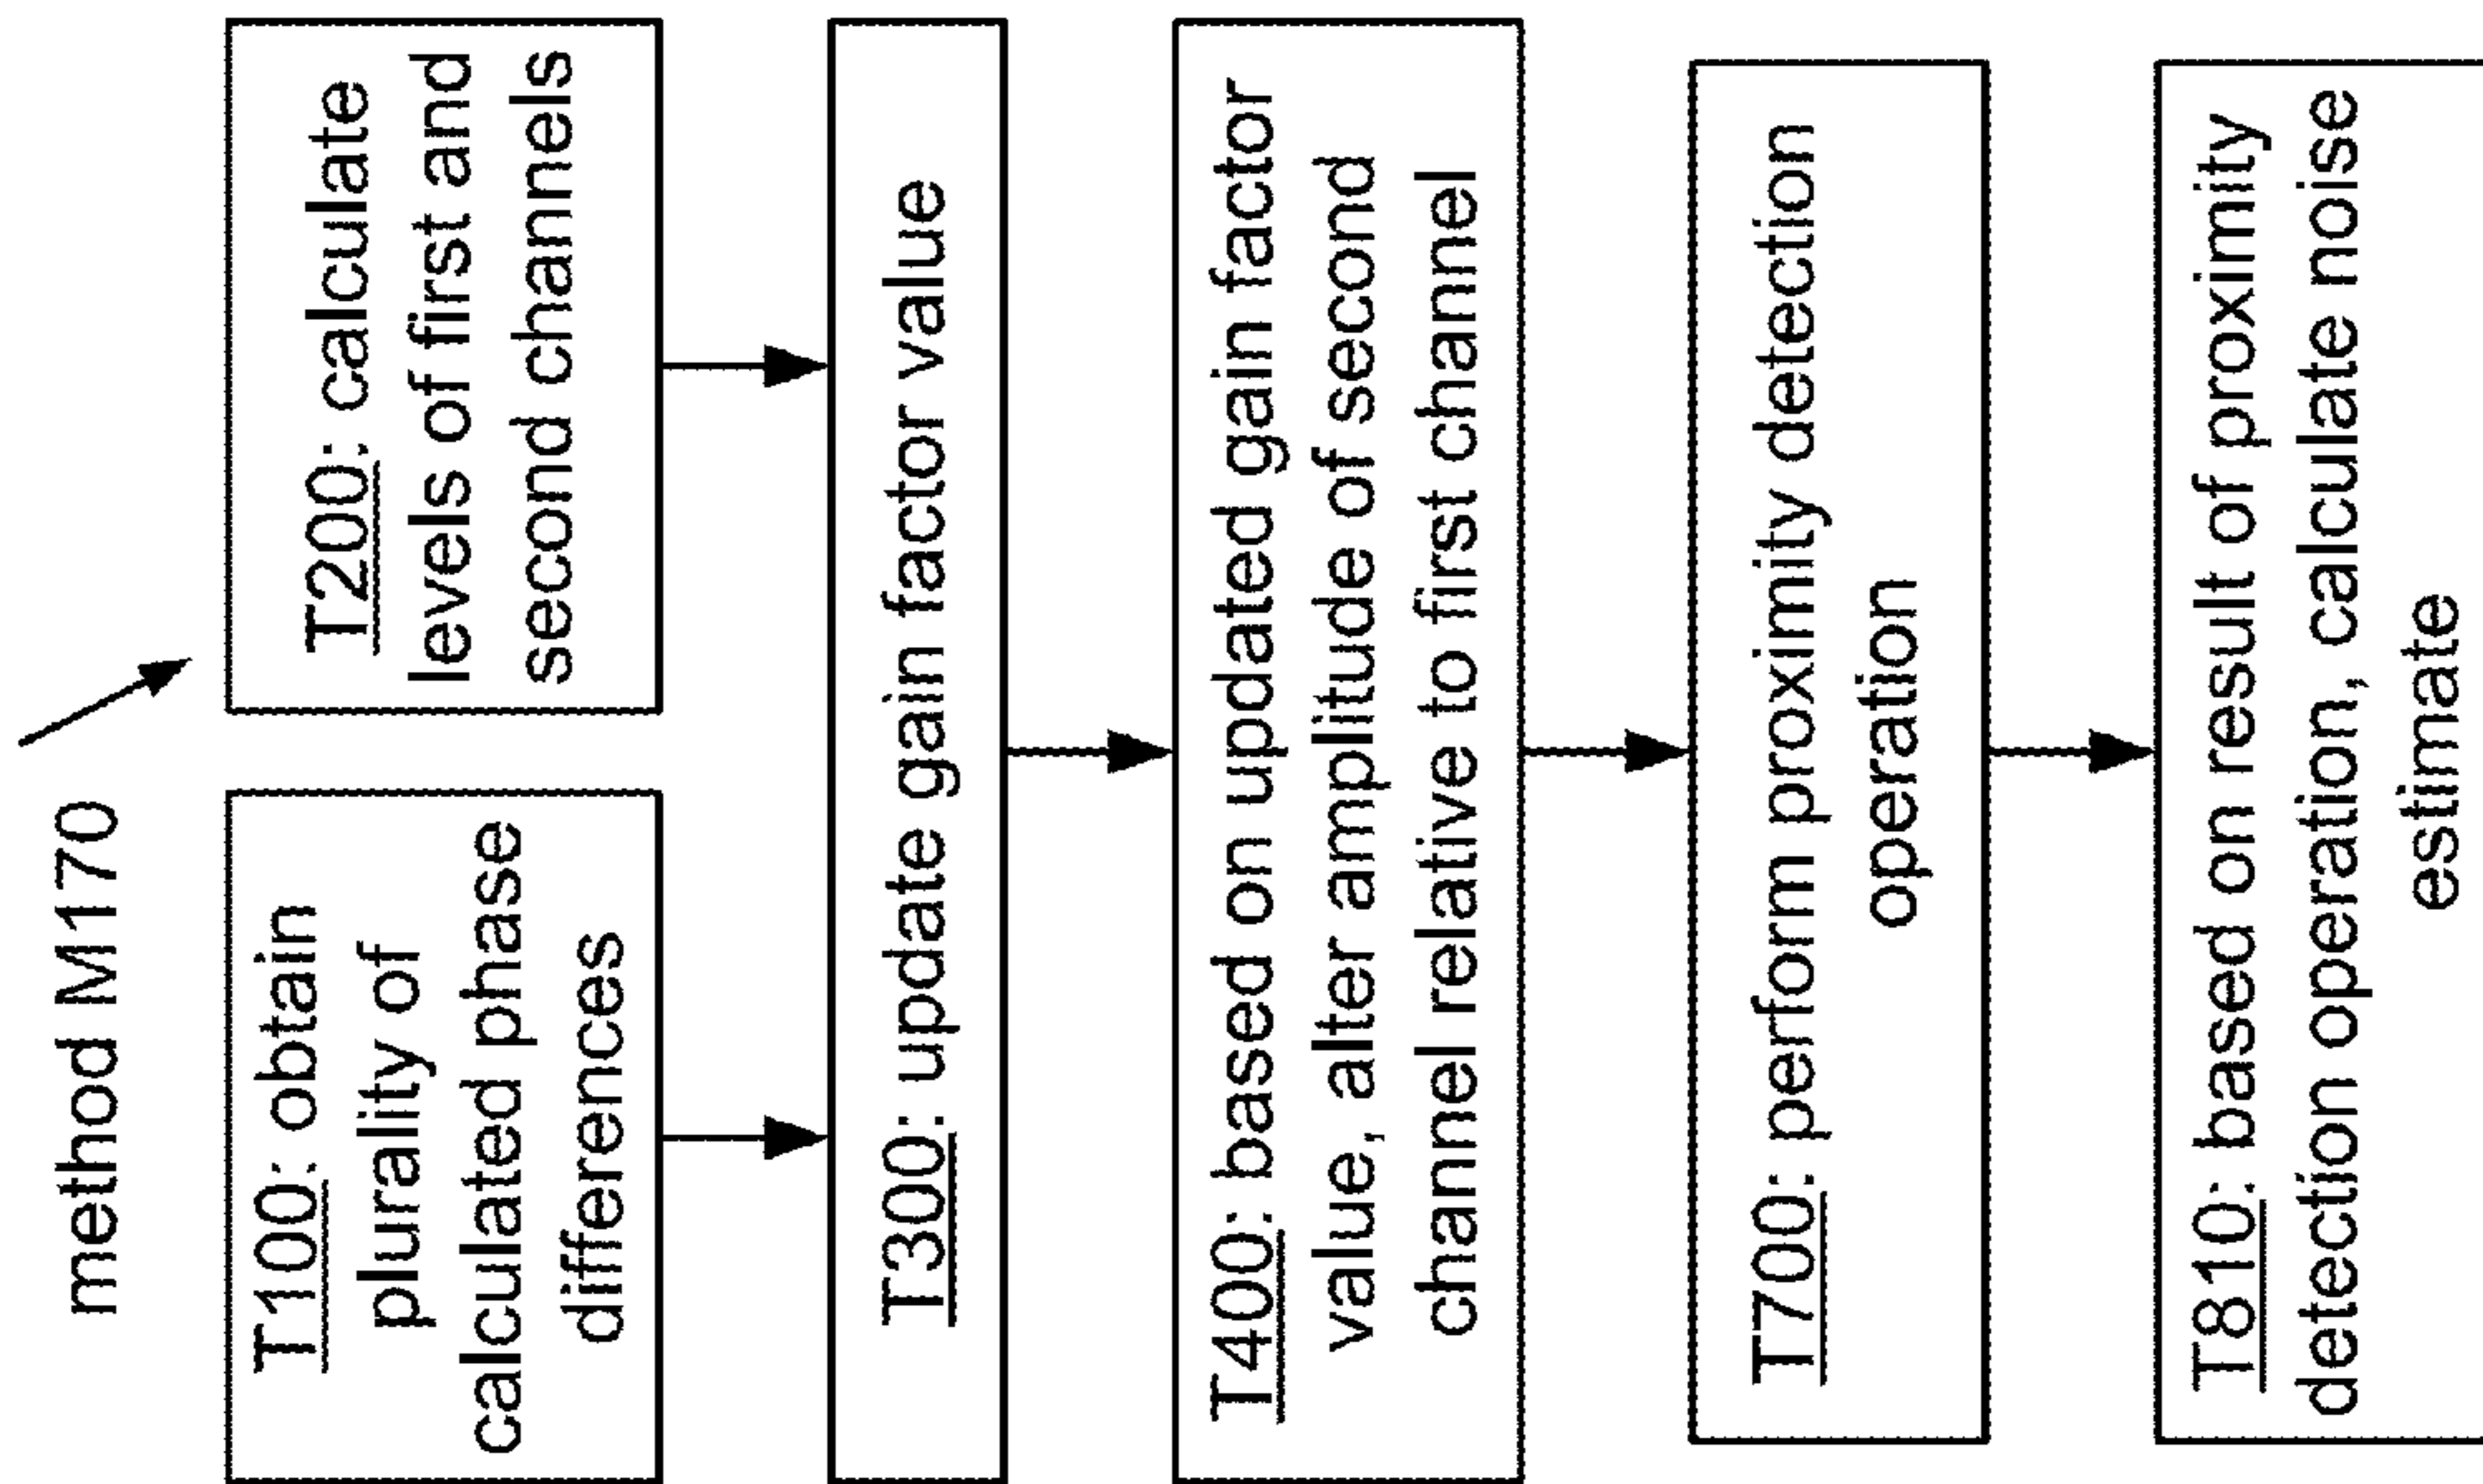 method M170
T100: obtain
plurality of
calculated phase
differences
T200: calculate
levels of first and
second channels
T300: update gain factor value
T400: based on updated gain factor
value, alter amplitude of second
channel relative to first channel
T700: perform proximity detection
operation
T810: based on result of proximity
detection operation, calculate noise
estimate